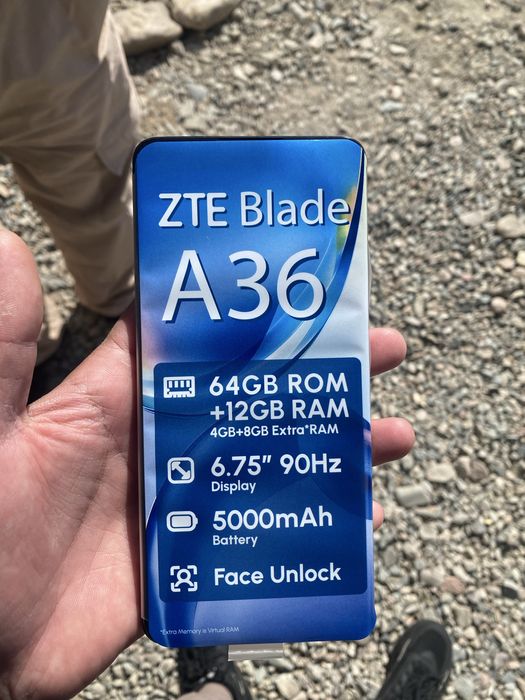 ZTE Blade
A36
64GB ROM
+12GB RAM
4GB+8GB Extra*RAM
6.75″ 90Hz
Display
5000mAh
Battery
Face Unlock
*Extra Memory is Virtual RAM